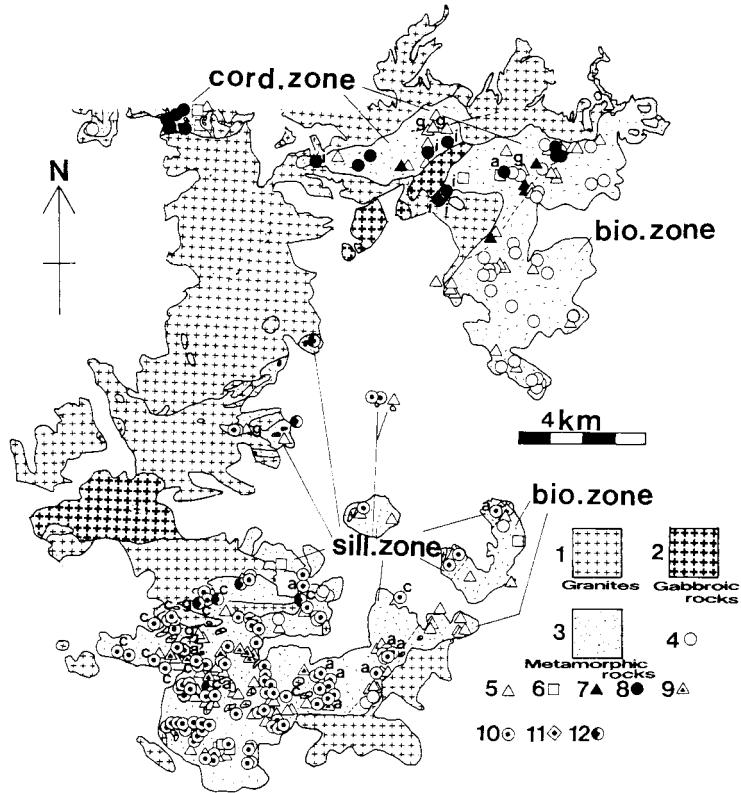 cord.zone
g g
i
i
i
a g
N
bio.zone
g
4km
bio.zone
a
sill.zone
1
Granites
2
Gabbroic
rocks
3
Metamorphic
rocks
4
c
a
c
g
c
c
c
g
c
c
a
a
a
c
a
a
c
a
a
5 6 7 8 9
10 11 12